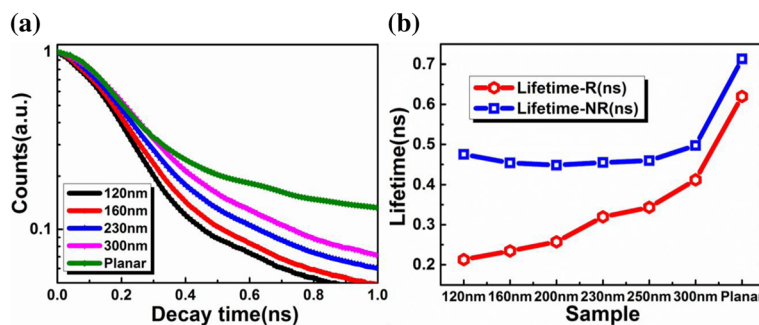 (a)
Counts(a.u.)
1
0.1
120nm
160nm
230nm
300nm
Planar
0.0 0.2 0.4 0.6 0.8 1.0
Decay time(ns)
(b)
Lifetime(ns)
0.7
0.6
0.5
0.4
0.3
0.2
Lifetime-R(ns)
Lifetime-NR(ns)
120nm 160nm 200nm 230nm 250nm 300nm Planar
Sample